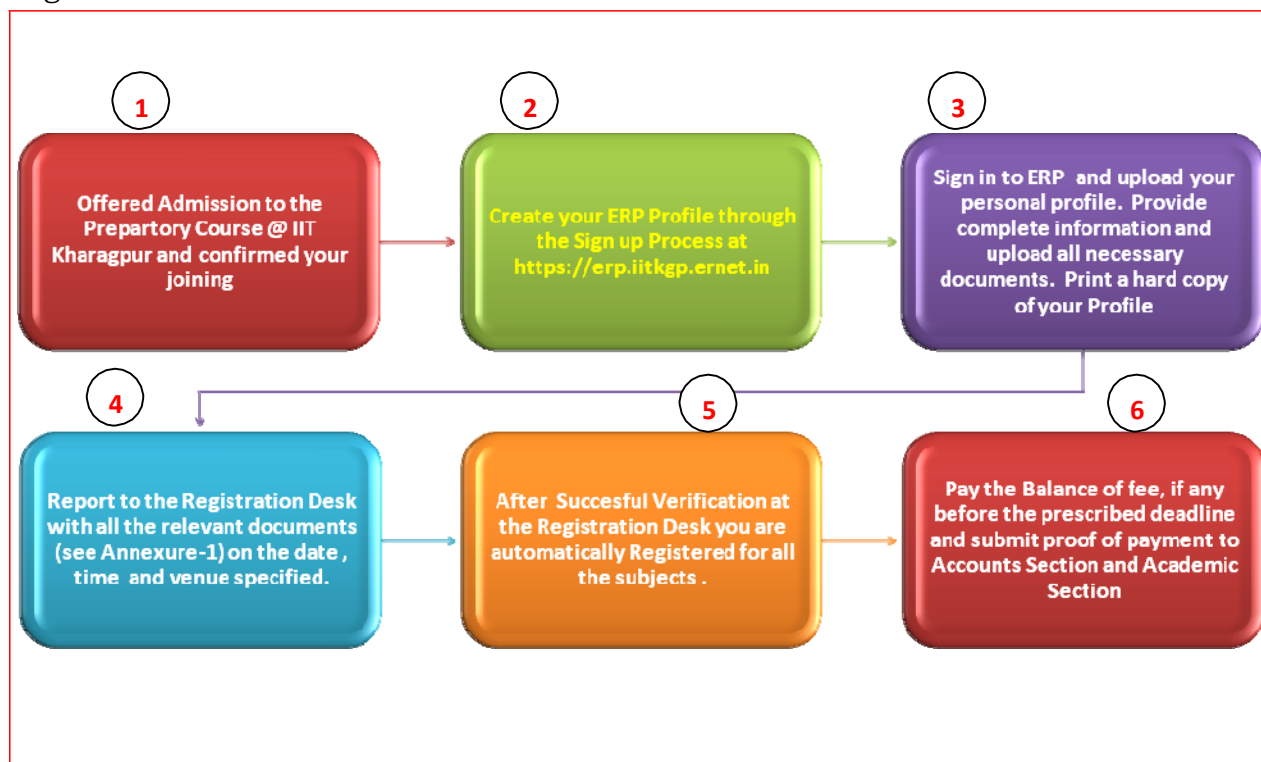 1
Offered Admission to the
Prepartory Course @ IIT
Kharagpur and confirmed your
joining
2
Create your ERP Profile through
the Sign up Process at
https://erp.iitkgp.ernet.in
3
Sign in to ERP and upload your
personal profile. Provide
complete information and
upload all necessary
documents. Print a hard copy
of your Profile
4
Report to the Registration Desk
with all the relevant documents
(see Annexure-1) on the date ,
time and venue specified.
5
After Succesful Verification at
the Registration Desk you are
automatically Registered for all
the subjects .
6
Pay the Balance of fee, if any
before the prescribed deadline
and submit proof of payment to
Accounts Section and Academic
Section